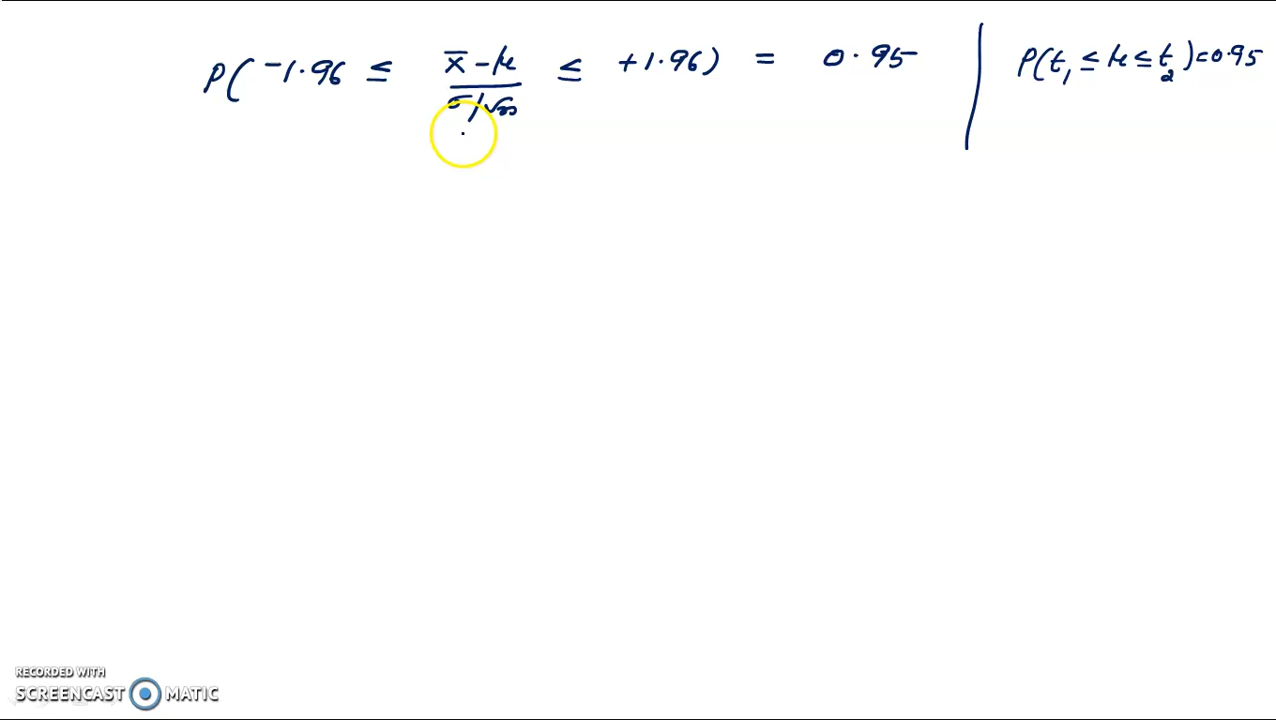 P( -1.96 ≤ (x̄ - μ)/(σ/√n) ≤ +1.96) = 0.95
P(t₁ ≤ μ ≤ t₂) = 0.95
RECORDED WITH
SCREENCAST MATIC